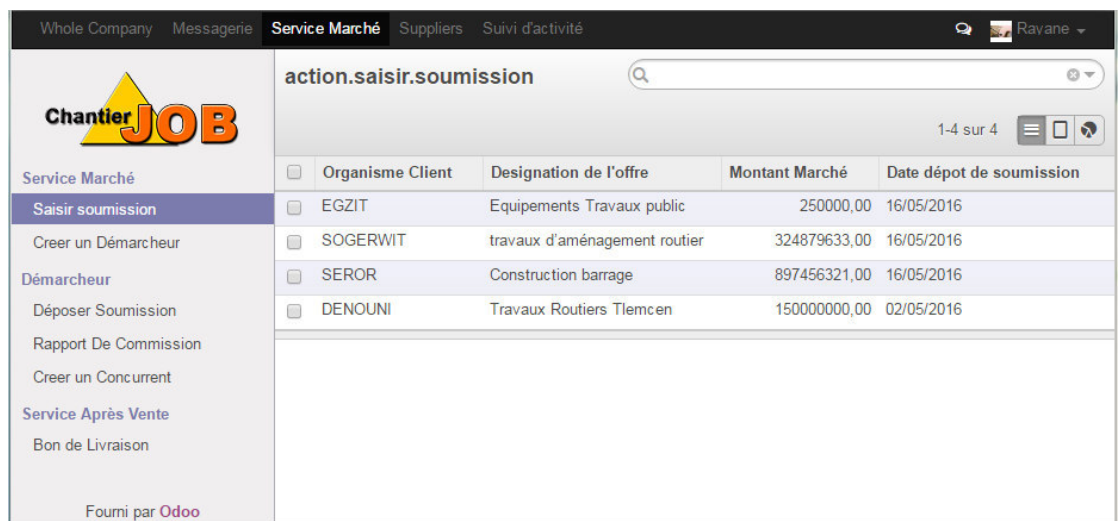 Whole Company Messagerie Service Marché Suppliers Suivi d'activité Rayane
Chantier JOB
Service Marché
Saisir soumission
Creer un Démarcheur
Démarcheur
Déposer Soumission
Rapport De Commission
Creer un Concurrent
Service Après Vente
Bon de Livraison
Fourni par Odoo
action.saisir.soumission
1-4 sur 4
Organisme Client Designation de l'offre Montant Marché Date dépot de soumission
EGZIT Equipements Travaux public 250000,00 16/05/2016
SOGERWIT travaux d'aménagement routier 324879633,00 16/05/2016
SEROR Construction barrage 897456321,00 16/05/2016
DENOUNI Travaux Routiers Tlemcen 150000000,00 02/05/2016